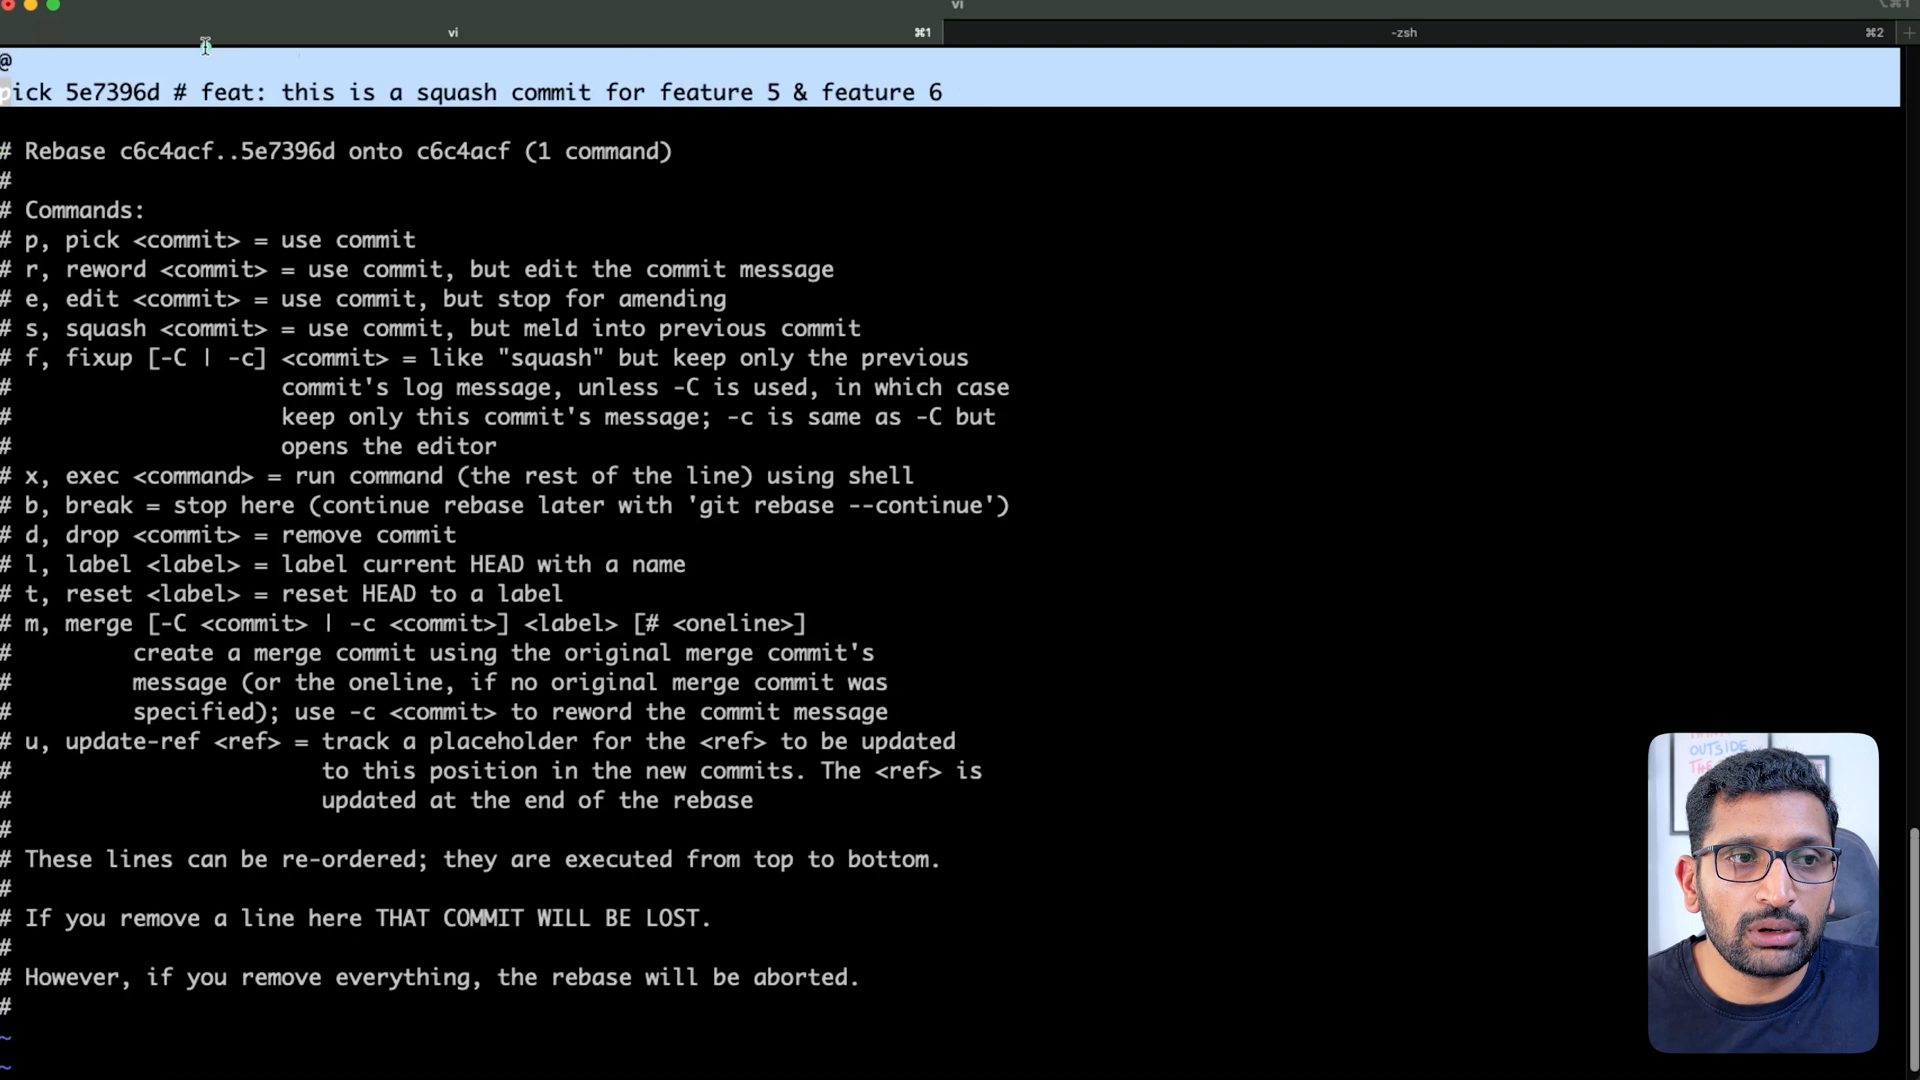 vi
⌥⌘1
vi ⌘1 -zsh ⌘2 +
@
pick 5e7396d # feat: this is a squash commit for feature 5 & feature 6
# Rebase c6c4acf..5e7396d onto c6c4acf (1 command)
#
# Commands:
# p, pick <commit> = use commit
# r, reword <commit> = use commit, but edit the commit message
# e, edit <commit> = use commit, but stop for amending
# s, squash <commit> = use commit, but meld into previous commit
# f, fixup [-C | -c] <commit> = like "squash" but keep only the previous
# commit's log message, unless -C is used, in which case
# keep only this commit's message; -c is same as -C but
# opens the editor
# x, exec <command> = run command (the rest of the line) using shell
# b, break = stop here (continue rebase later with 'git rebase --continue')
# d, drop <commit> = remove commit
# l, label <label> = label current HEAD with a name
# t, reset <label> = reset HEAD to a label
# m, merge [-C <commit> | -c <commit>] <label> [# <oneline>]
# create a merge commit using the original merge commit's
# message (or the oneline, if no original merge commit was
# specified); use -c <commit> to reword the commit message
# u, update-ref <ref> = track a placeholder for the <ref> to be updated
# to this position in the new commits. The <ref> is
# updated at the end of the rebase
#
# These lines can be re-ordered; they are executed from top to bottom.
#
# If you remove a line here THAT COMMIT WILL BE LOST.
#
# However, if you remove everything, the rebase will be aborted.
#
~
~
OUTSIDE